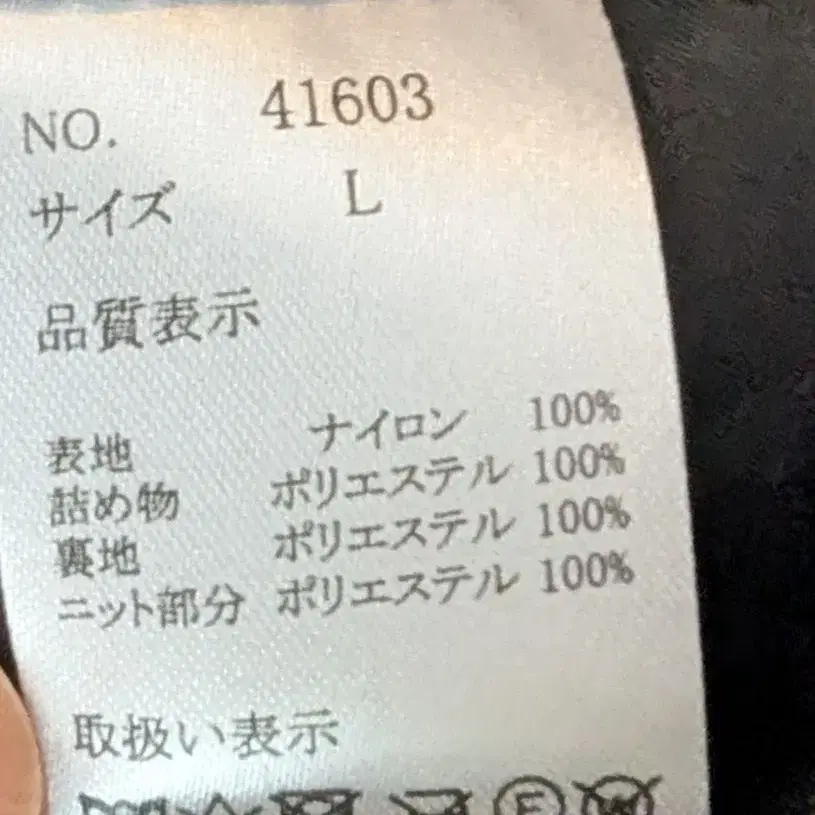 NO. 41603
サイズ L
品質表示
表地 ナイロン 100%
詰め物 ポリエステル 100%
裏地 ポリエステル 100%
ニット部分 ポリエステル 100%
取扱い表示